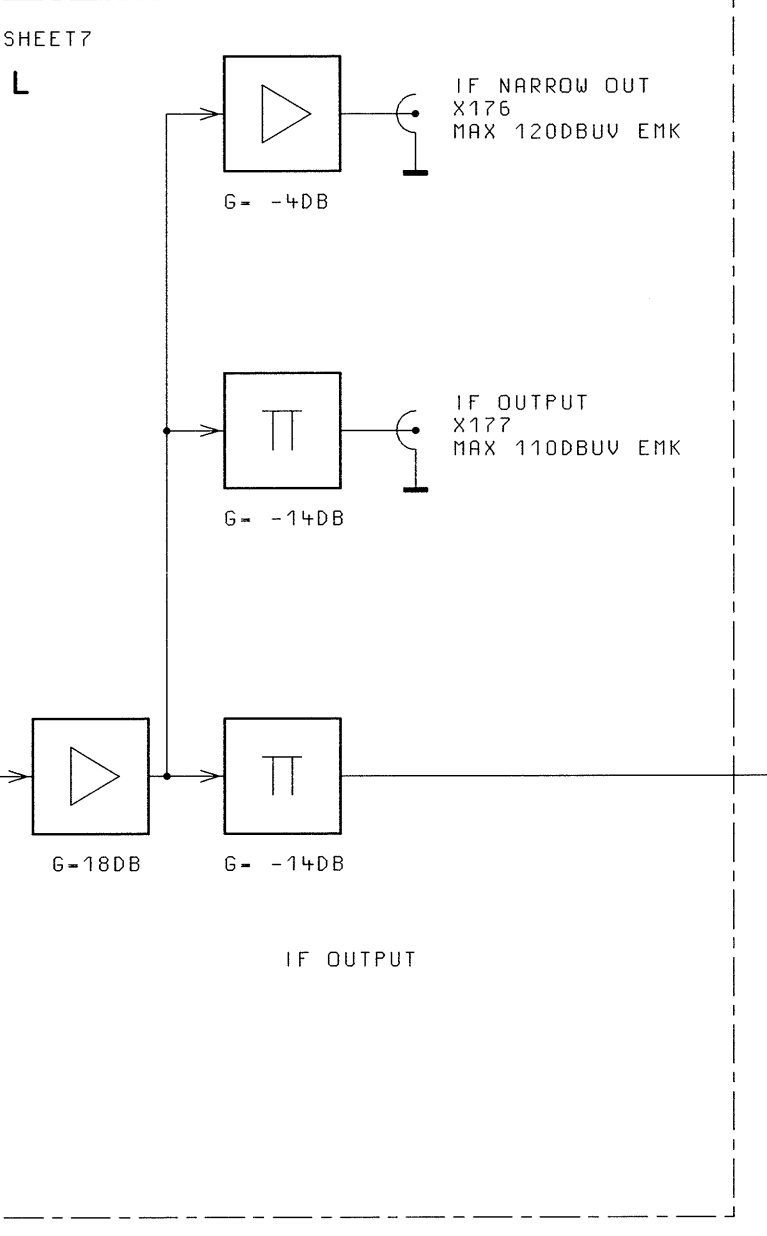 SHEET7
L
IF NARROW OUT
X176
MAX 120DBUV EMK
G= -4DB
IF OUTPUT
X177
MAX 110DBUV EMK
G= -14DB
G=18DB
G= -14DB
IF OUTPUT